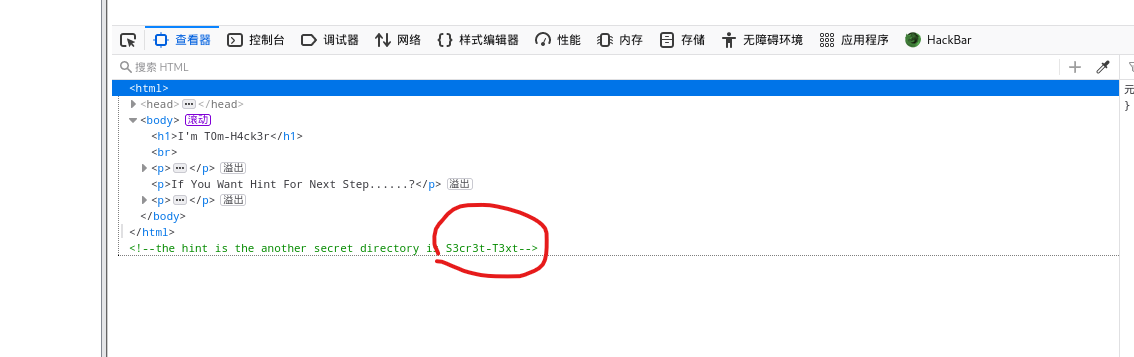 查看器 控制台 调试器 网络 样式编辑器 性能 内存 存储 无障碍环境 应用程序 HackBar
搜索 HTML
<html>
<head> ··· </head>
<body> 滚动
<h1>I'm T0m-H4ck3r</h1>
<br>
<p> ··· </p> 溢出
<p>If You Want Hint For Next Step......?</p> 溢出
<p> ··· </p> 溢出
</body>
</html>
<!--the hint is the another secret directory is S3cr3t-T3xt-->
}